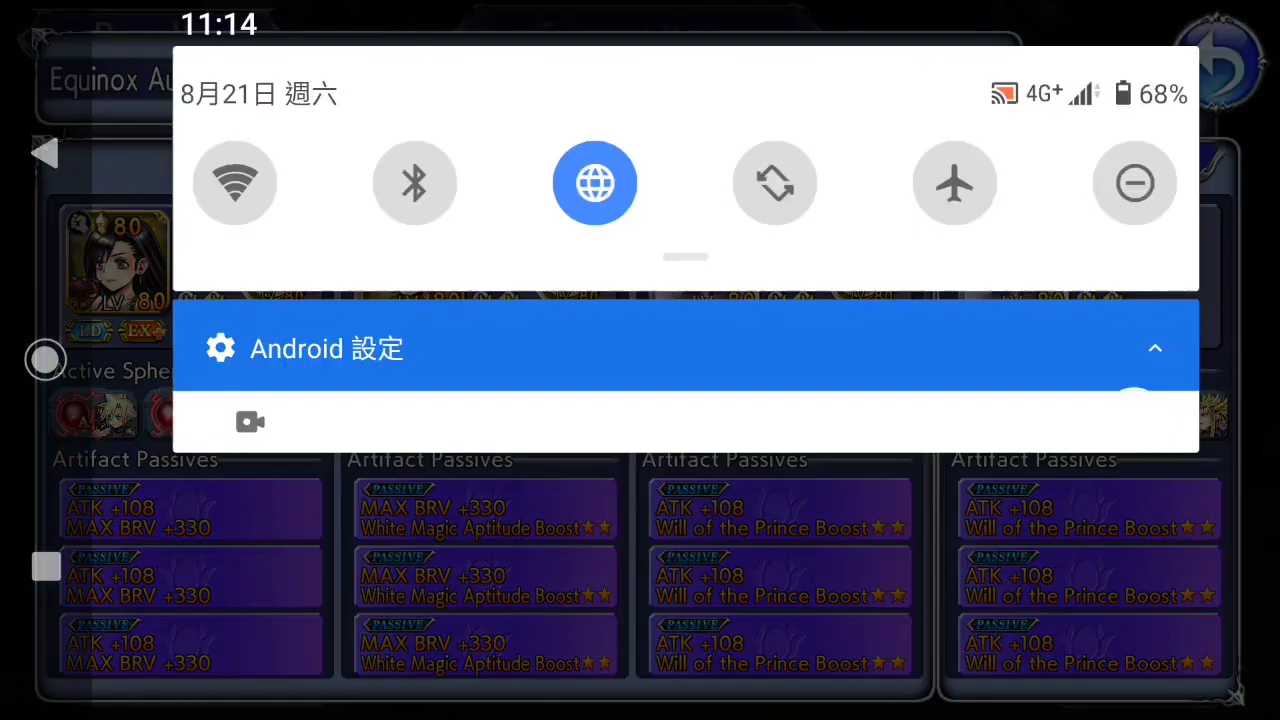 11:14
Equinox Au
8月21日 週六
4G+
68%
80
LV 80
LD EX+
Android 設定
Active Sphe
Artifact Passives Artifact Passives Artifact Passives Artifact Passives
PASSIVE PASSIVE PASSIVE PASSIVE
ATK +108 MAX BRV +330 ATK +108 ATK +108
MAX BRV +330 White Magic Aptitude Boost★★ Will of the Prince Boost★★ Will of the Prince Boost★★
PASSIVE PASSIVE PASSIVE PASSIVE
ATK +108 MAX BRV +330 ATK +108 ATK +108
MAX BRV +330 White Magic Aptitude Boost★★ Will of the Prince Boost★★ Will of the Prince Boost★★
PASSIVE PASSIVE PASSIVE PASSIVE
ATK +108 MAX BRV +330 ATK +108 ATK +108
MAX BRV +330 White Magic Aptitude Boost★★ Will of the Prince Boost★★ Will of the Prince Boost★★